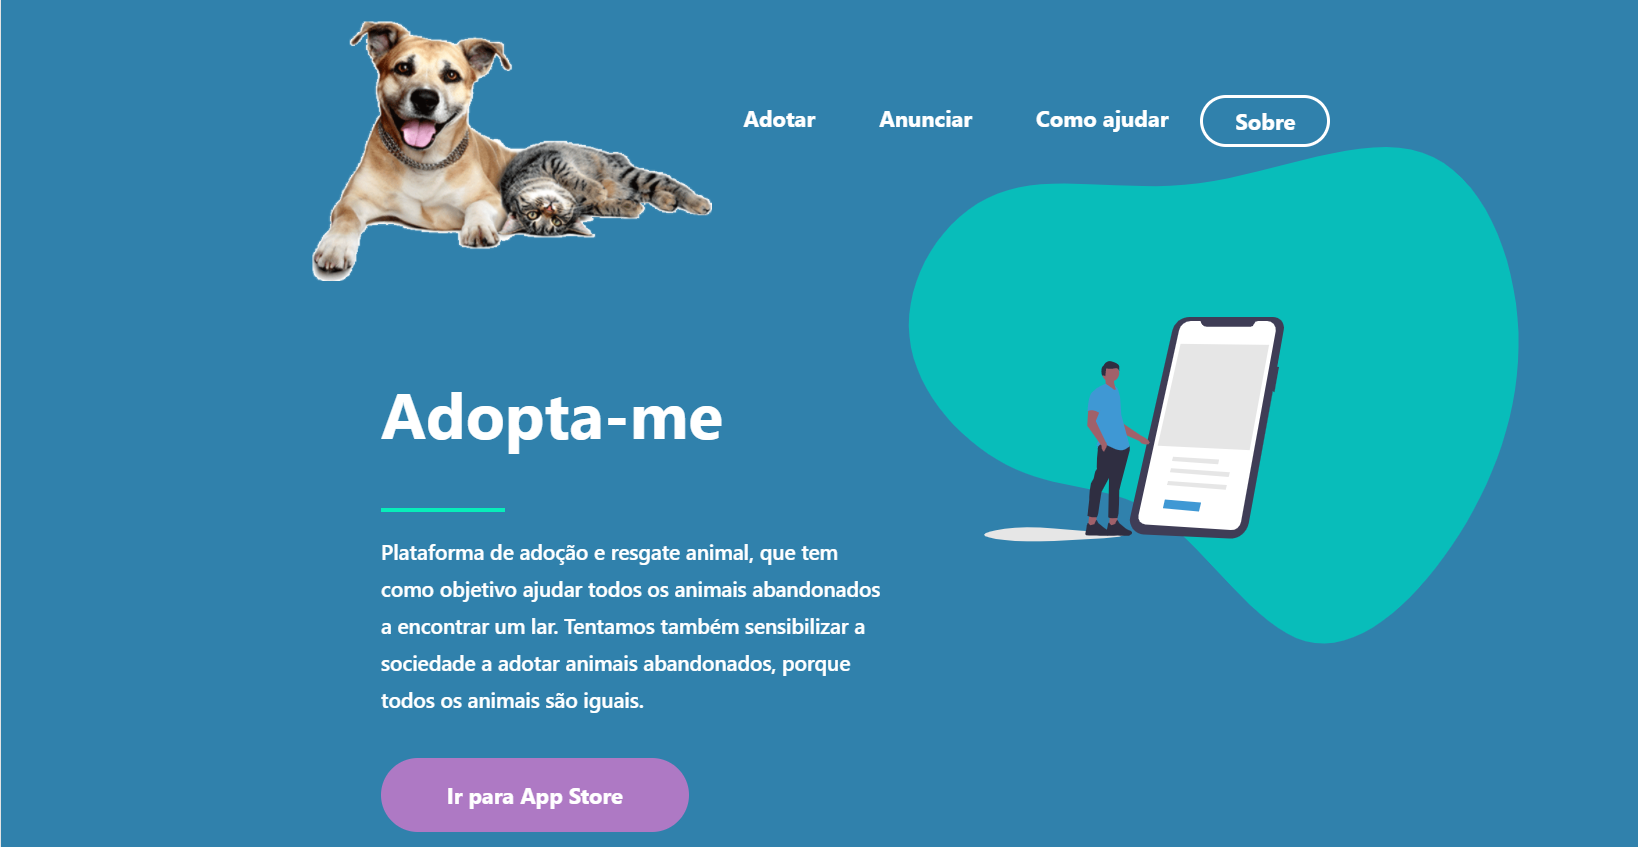 Adotar
Anunciar
Como ajudar
Sobre
Adopta-me
Plataforma de adoção e resgate animal, que tem
como objetivo ajudar todos os animais abandonados
a encontrar um lar. Tentamos também sensibilizar a
sociedade a adotar animais abandonados, porque
todos os animais são iguais.
Ir para App Store